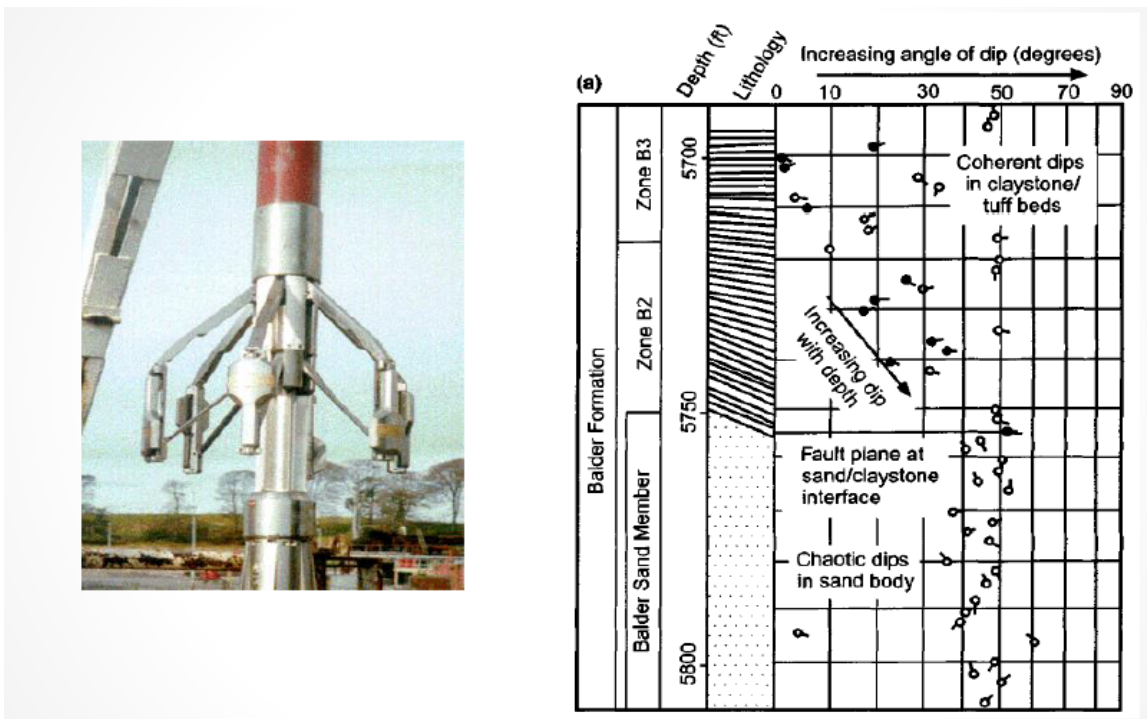 (a)
Depth (ft)
Lithology
Increasing angle of dip (degrees)
0 10 30 50 70 90
Balder Formation
Zone B3
Zone B2
Balder Sand Member
5700
5750
5800
Coherent dips
in claystone/
tuff beds
Increasing dip
with depth
Fault plane at
sand/claystone
interface
Chaotic dips
in sand body